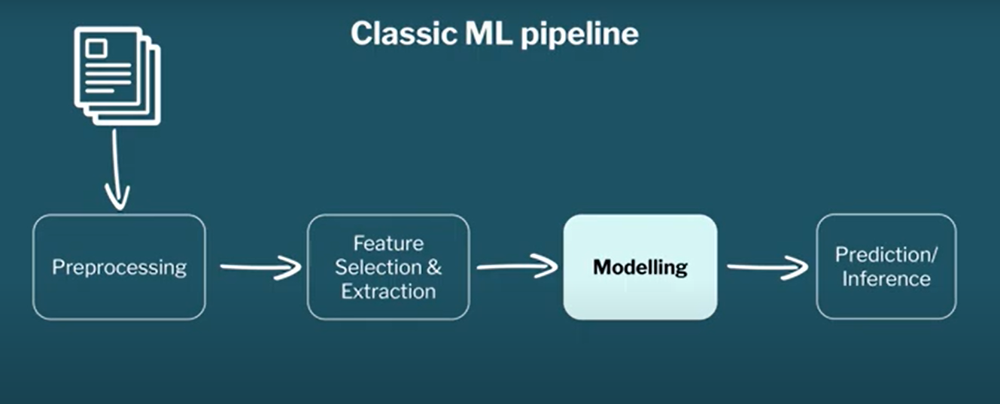 Classic ML pipeline
Preprocessing
Feature
Selection &
Extraction
Modelling
Prediction/
Inference